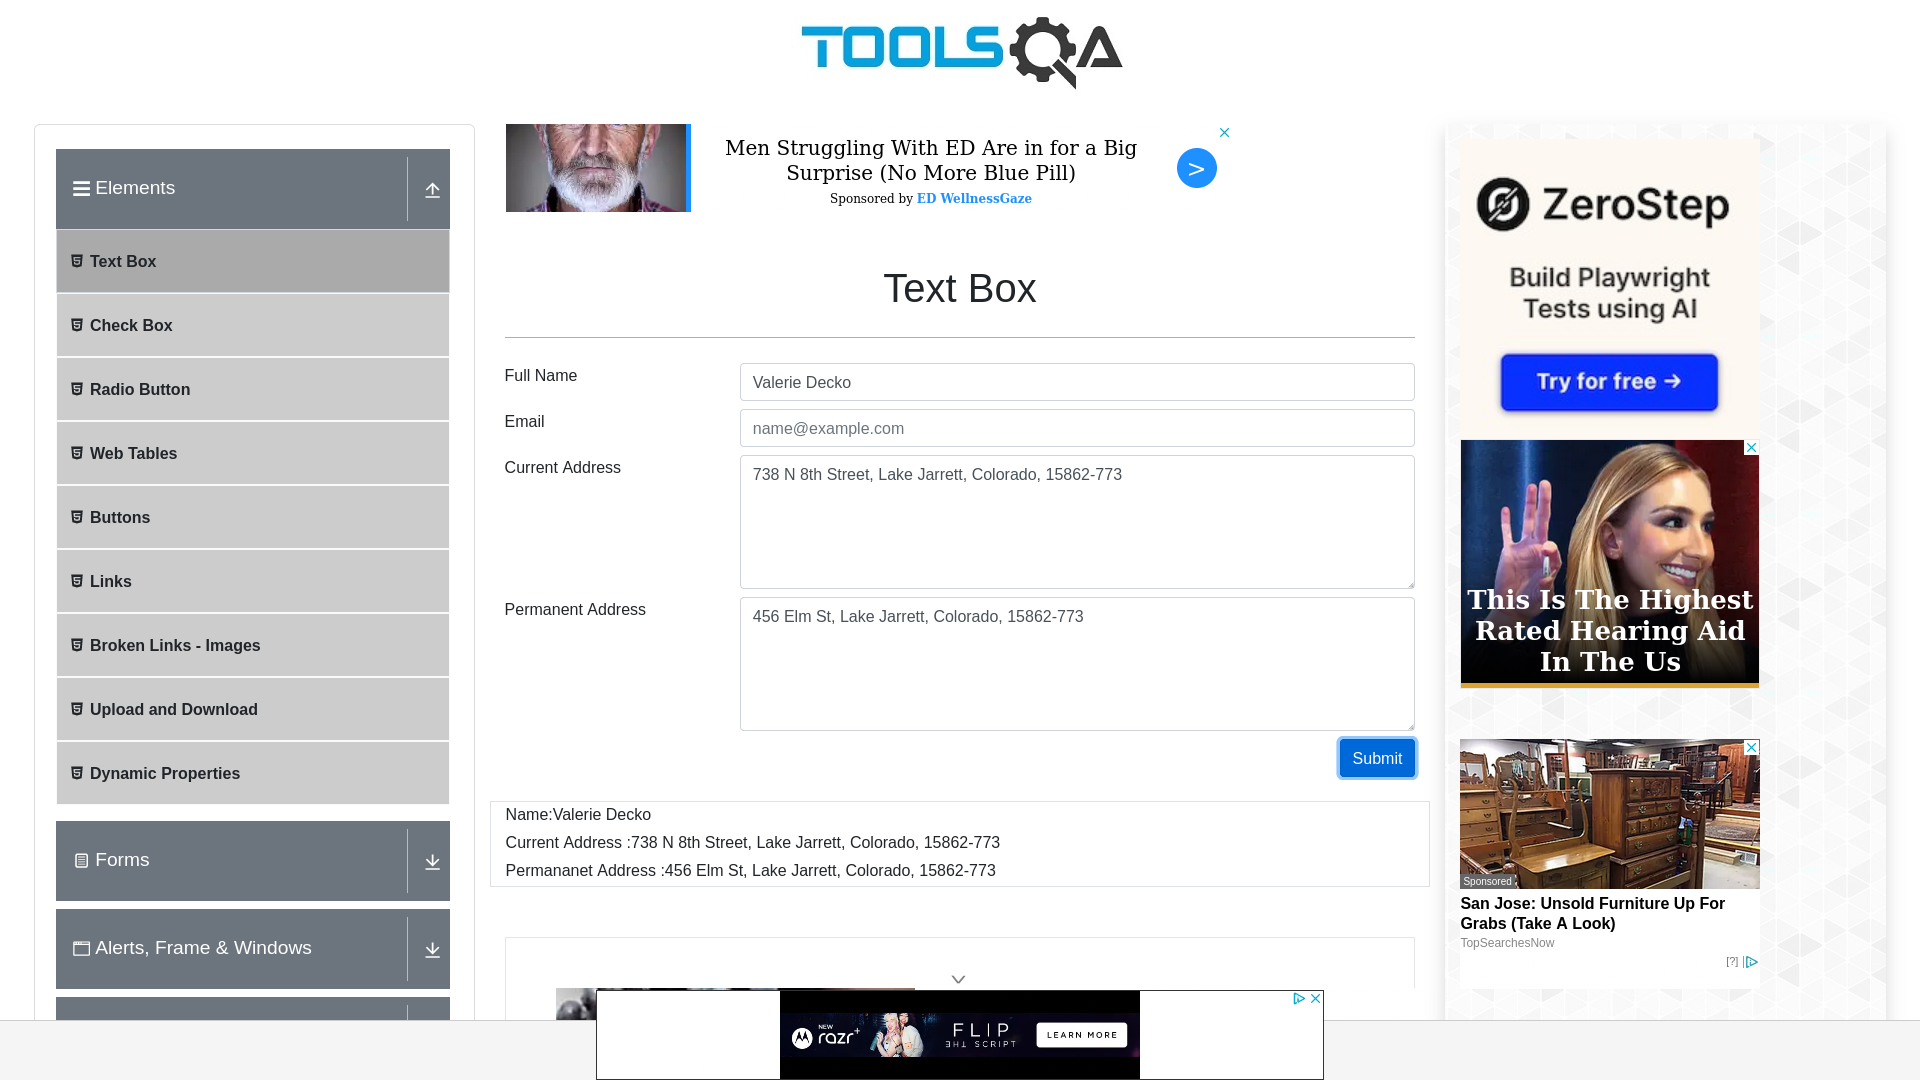 TOOLSQA
Elements
Text Box
Check Box
Radio Button
Web Tables
Buttons
Links
Broken Links - Images
Upload and Download
Dynamic Properties
Forms
Alerts, Frame & Windows
Men Struggling With ED Are in for a Big
Surprise (No More Blue Pill)
Sponsored by ED WellnessGaze
>
Text Box
Full Name
Valerie Decko
Email
name@example.com
Current Address
738 N 8th Street, Lake Jarrett, Colorado, 15862-773
Permanent Address
456 Elm St, Lake Jarrett, Colorado, 15862-773
Submit
Name:Valerie Decko
Current Address :738 N 8th Street, Lake Jarrett, Colorado, 15862-773
Permananet Address :456 Elm St, Lake Jarrett, Colorado, 15862-773
ZeroStep
Build Playwright
Tests using AI
Try for free →
This Is The Highest
Rated Hearing Aid
In The Us
Sponsored
San Jose: Unsold Furniture Up For
Grabs (Take A Look)
TopSearchesNow
[?]
NEW
razr+
FLIP
THE SCRIPT
LEARN MORE